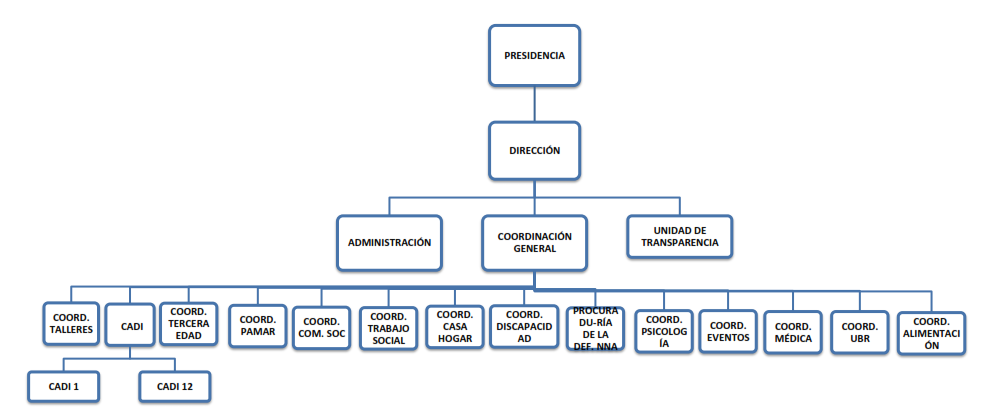 PRESIDENCIA
DIRECCIÓN
ADMINISTRACIÓN
COORDINACIÓN
GENERAL
UNIDAD DE
TRANSPARENCIA
COORD.
TALLERES
CADI
COORD.
TERCERA
EDAD
COORD.
PAMAR
COORD.
COM. SOC
COORD.
TRABAJO
SOCIAL
COORD.
CASA
HOGAR
COORD.
DISCAPACID
AD
PROCURA
DU-RÍA
DE LA
DEF. NNA
COORD.
PSICOLOG
ÍA
COORD.
EVENTOS
COORD.
MÉDICA
COORD.
UBR
COORD.
ALIMENTACI
ÓN
CADI 1
CADI 12